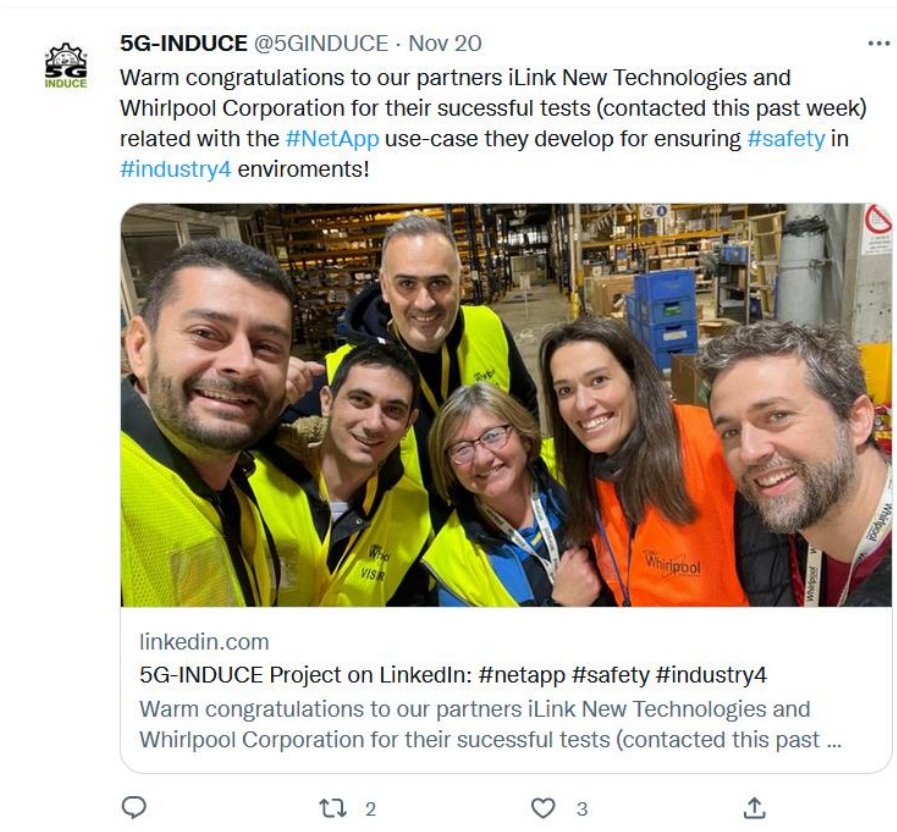 5G-INDUCE @5GINDUCE · Nov 20
Warm congratulations to our partners iLink New Technologies and
Whirlpool Corporation for their sucessful tests (contacted this past week)
related with the #NetApp use-case they develop for ensuring #safety in
#industry4 enviroments!
5G
INDUCE
Whirlpool
Whirlpool
Whirlpool
linkedin.com
5G-INDUCE Project on LinkedIn: #netapp #safety #industry4
Warm congratulations to our partners iLink New Technologies and
Whirlpool Corporation for their sucessful tests (contacted this past ...
2
3